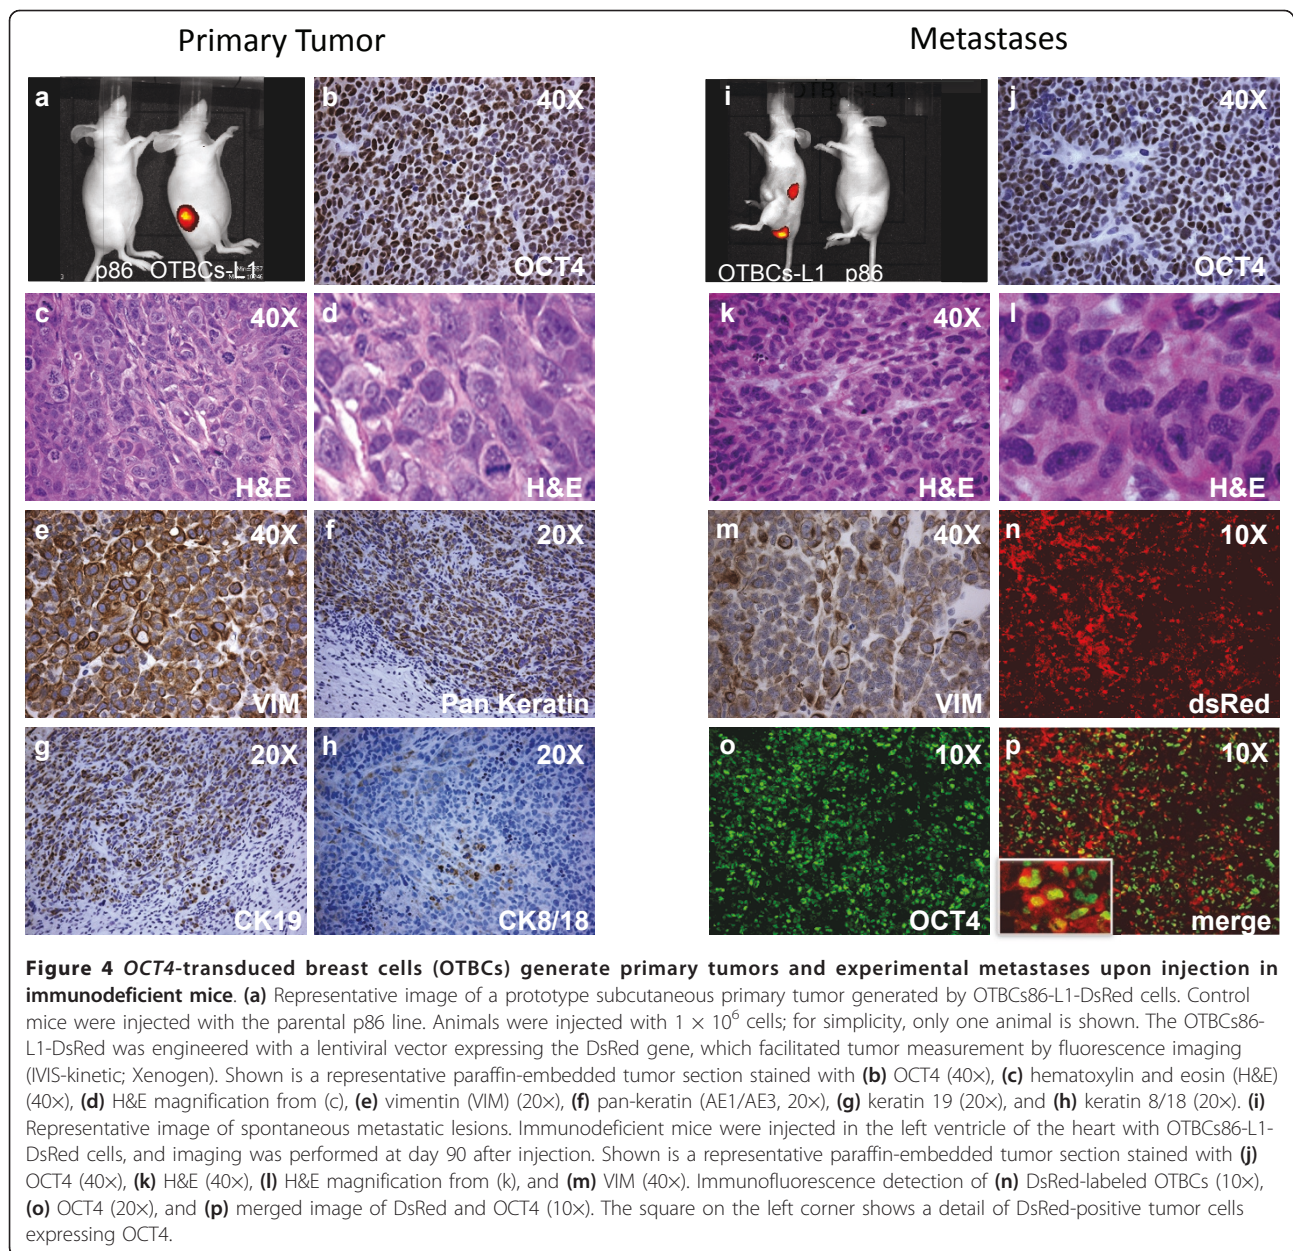 Primary Tumor
Metastases
a
p86 OTBCs-L1
b
40X
OCT4
i
OTBCs-L1
OTBCs-L1 p86
j
40X
OCT4
c
40X
H&E
d
H&E
k
40X
H&E
l
H&E
e
40X
VIM
f
20X
Pan Keratin
m
40X
VIM
n
10X
dsRed
g
20X
CK19
h
20X
CK8/18
o
10X
OCT4
p
10X
merge
Figure 4 OCT4-transduced breast cells (OTBCs) generate primary tumors and experimental metastases upon injection in
immunodeficient mice. (a) Representative image of a prototype subcutaneous primary tumor generated by OTBCs86-L1-DsRed cells. Control
mice were injected with the parental p86 line. Animals were injected with 1 × 10⁶ cells; for simplicity, only one animal is shown. The OTBCs86-
L1-DsRed was engineered with a lentiviral vector expressing the DsRed gene, which facilitated tumor measurement by fluorescence imaging
(IVIS-kinetic; Xenogen). Shown is a representative paraffin-embedded tumor section stained with (b) OCT4 (40×), (c) hematoxylin and eosin (H&E)
(40×), (d) H&E magnification from (c), (e) vimentin (VIM) (20×), (f) pan-keratin (AE1/AE3, 20×), (g) keratin 19 (20×), and (h) keratin 8/18 (20×). (i)
Representative image of spontaneous metastatic lesions. Immunodeficient mice were injected in the left ventricle of the heart with OTBCs86-L1-
DsRed cells, and imaging was performed at day 90 after injection. Shown is a representative paraffin-embedded tumor section stained with (j)
OCT4 (40×), (k) H&E (40×), (l) H&E magnification from (k), and (m) VIM (40×). Immunofluorescence detection of (n) DsRed-labeled OTBCs (10×),
(o) OCT4 (20×), and (p) merged image of DsRed and OCT4 (10×). The square on the left corner shows a detail of DsRed-positive tumor cells
expressing OCT4.